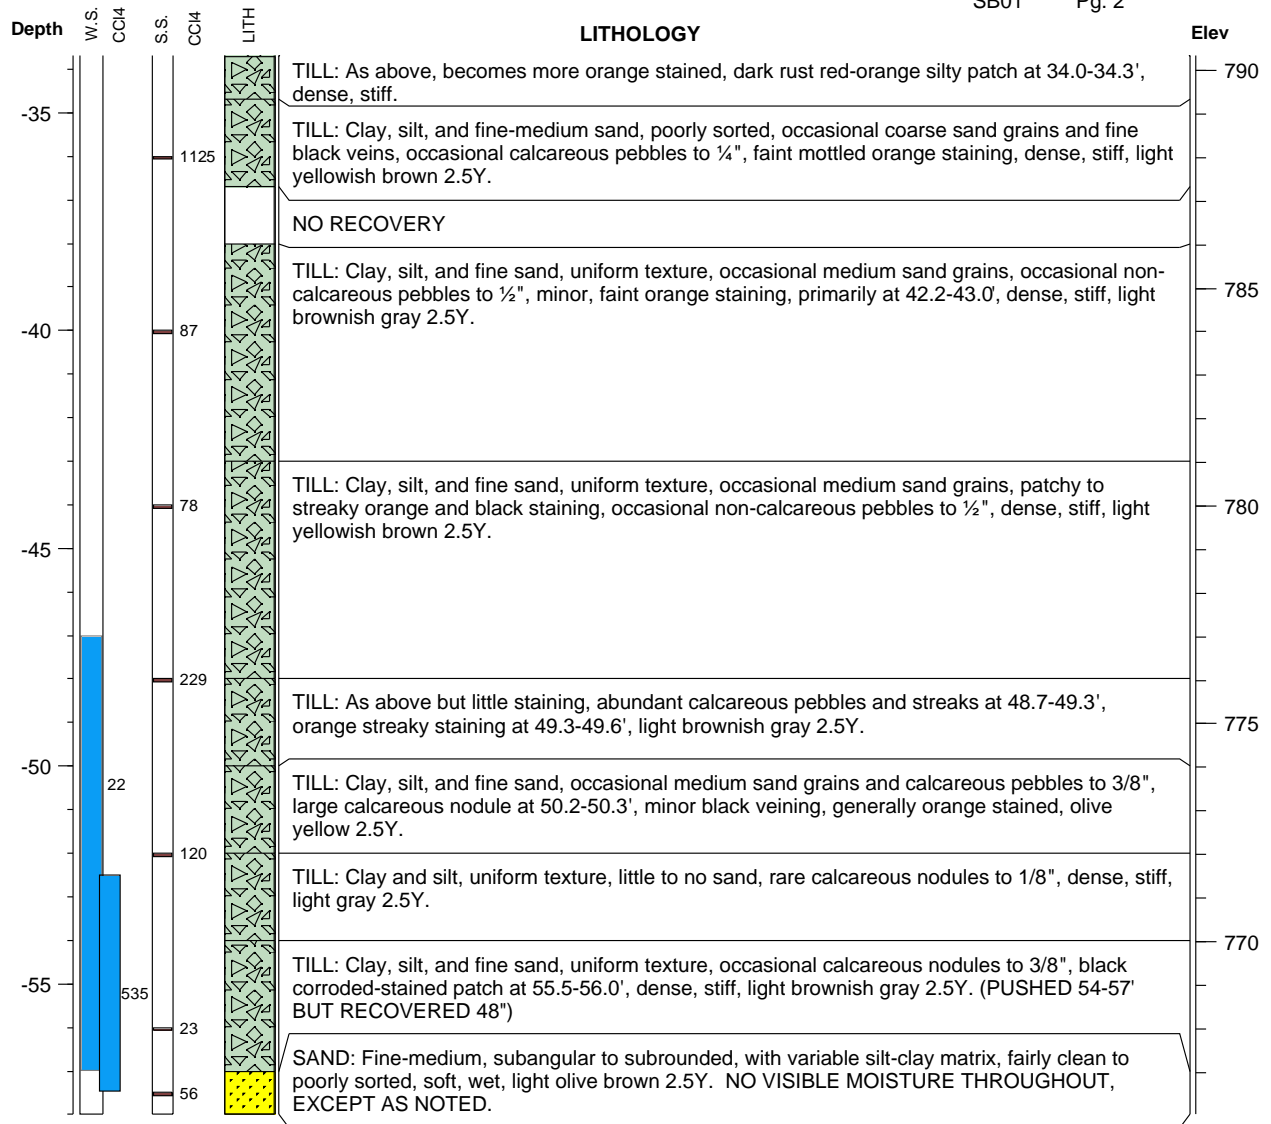 SB01 Pg. 2
Depth W.S. CCl4 S.S. CCl4 LITH LITHOLOGY Elev
TILL: As above, becomes more orange stained, dark rust red-orange silty patch at 34.0-34.3',
dense, stiff.
790
-35
TILL: Clay, silt, and fine-medium sand, poorly sorted, occasional coarse sand grains and fine
black veins, occasional calcareous pebbles to ¼", faint mottled orange staining, dense, stiff, light
yellowish brown 2.5Y.
1125
NO RECOVERY
TILL: Clay, silt, and fine sand, uniform texture, occasional medium sand grains, occasional non-
calcareous pebbles to ½", minor, faint orange staining, primarily at 42.2-43.0', dense, stiff, light
brownish gray 2.5Y.
785
-40
87
TILL: Clay, silt, and fine sand, uniform texture, occasional medium sand grains, patchy to
streaky orange and black staining, occasional non-calcareous pebbles to ½", dense, stiff, light
yellowish brown 2.5Y.
78
780
-45
229
TILL: As above but little staining, abundant calcareous pebbles and streaks at 48.7-49.3',
orange streaky staining at 49.3-49.6', light brownish gray 2.5Y.
775
-50
22
TILL: Clay, silt, and fine sand, occasional medium sand grains and calcareous pebbles to 3/8",
large calcareous nodule at 50.2-50.3', minor black veining, generally orange stained, olive
yellow 2.5Y.
120
TILL: Clay and silt, uniform texture, little to no sand, rare calcareous nodules to 1/8", dense, stiff,
light gray 2.5Y.
770
TILL: Clay, silt, and fine sand, uniform texture, occasional calcareous nodules to 3/8", black
corroded-stained patch at 55.5-56.0', dense, stiff, light brownish gray 2.5Y. (PUSHED 54-57'
BUT RECOVERED 48")
-55
535
23
SAND: Fine-medium, subangular to subrounded, with variable silt-clay matrix, fairly clean to
poorly sorted, soft, wet, light olive brown 2.5Y. NO VISIBLE MOISTURE THROUGHOUT,
EXCEPT AS NOTED.
56